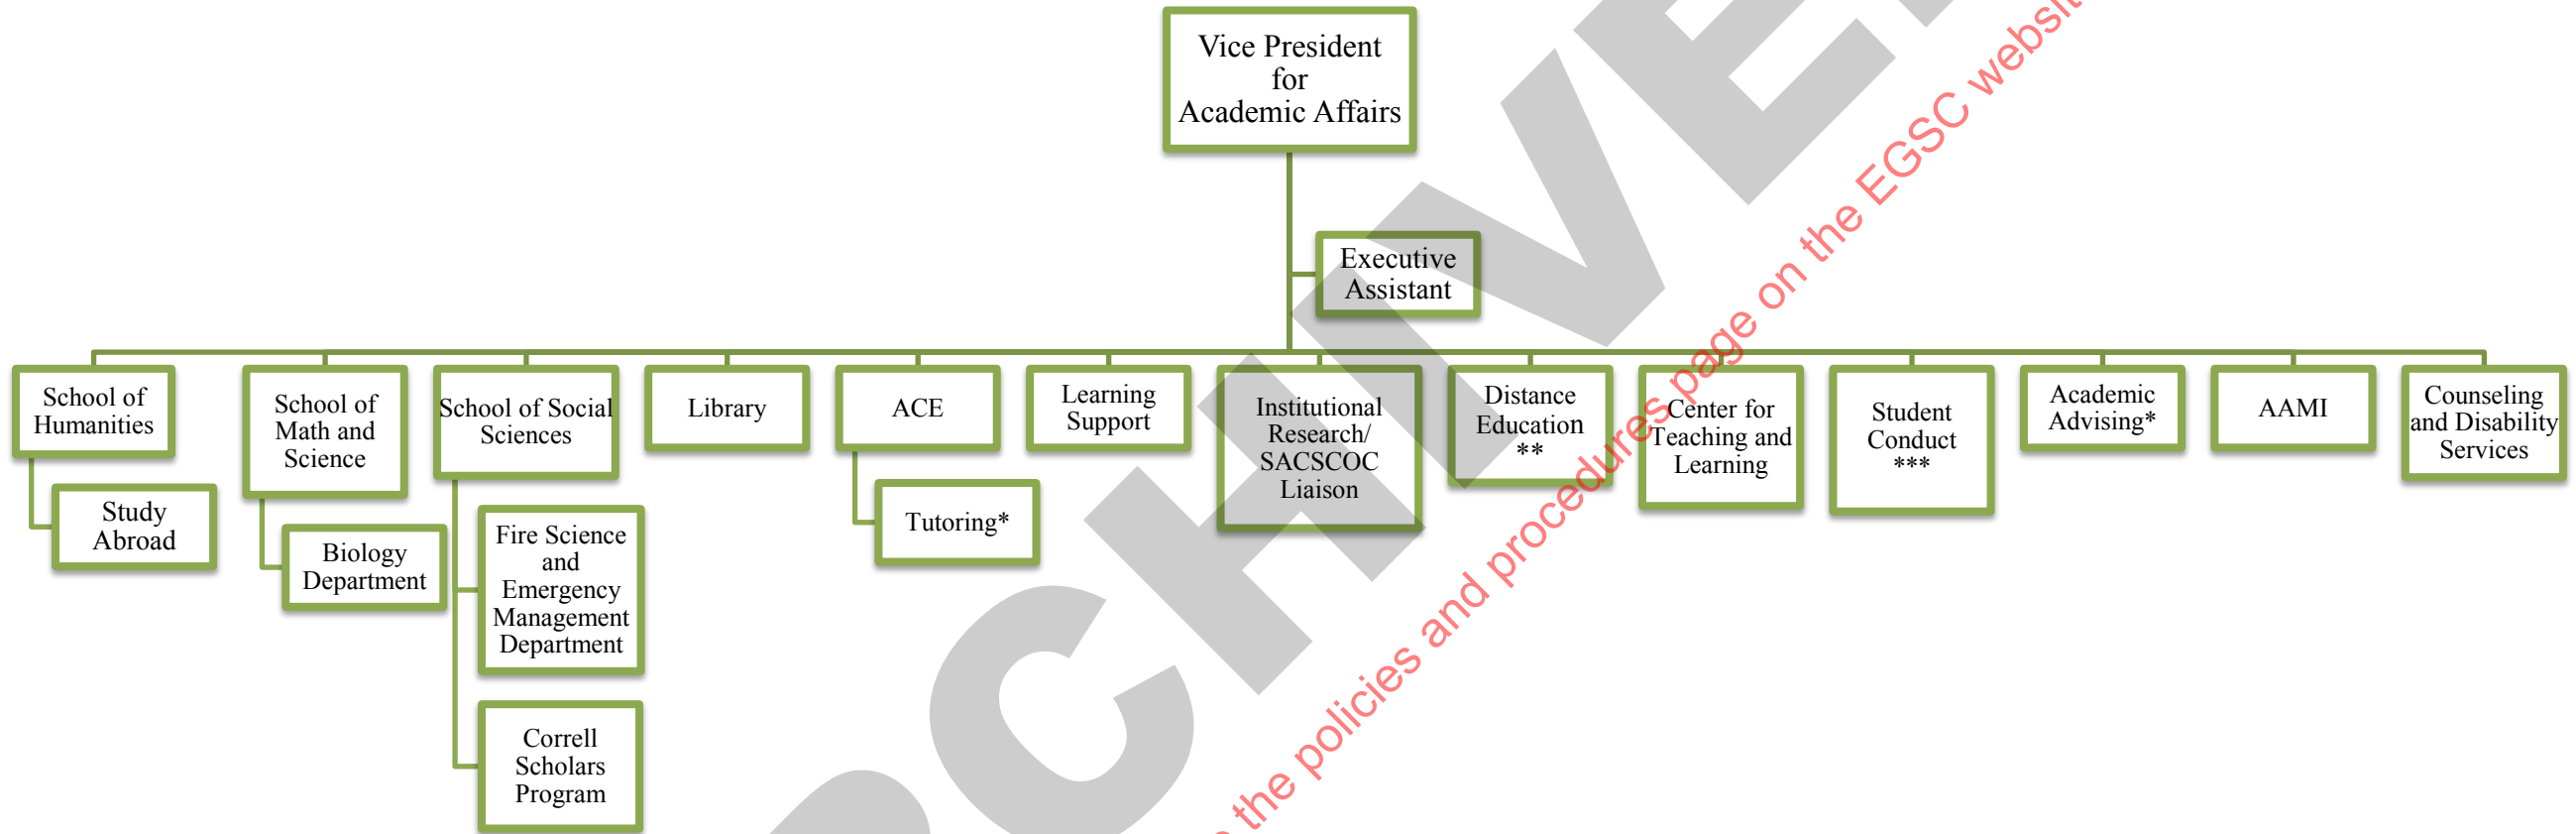 Vice President
for
Academic Affairs
Executive
Assistant
School of
Humanities
Study
Abroad
School of
Math and
Science
Biology
Department
School of Social
Sciences
Fire Science
and
Emergency
Management
Department
Correll
Scholars
Program
Library
ACE
Tutoring*
Learning
Support
Institutional
Research/
SACSCOC
Liaison
Distance
Education
**
Center for
Teaching and
Learning
Student
Conduct
***
Academic
Advising*
AAMI
Counseling
and Disability
Services
the policies and procedures page on the EGSC